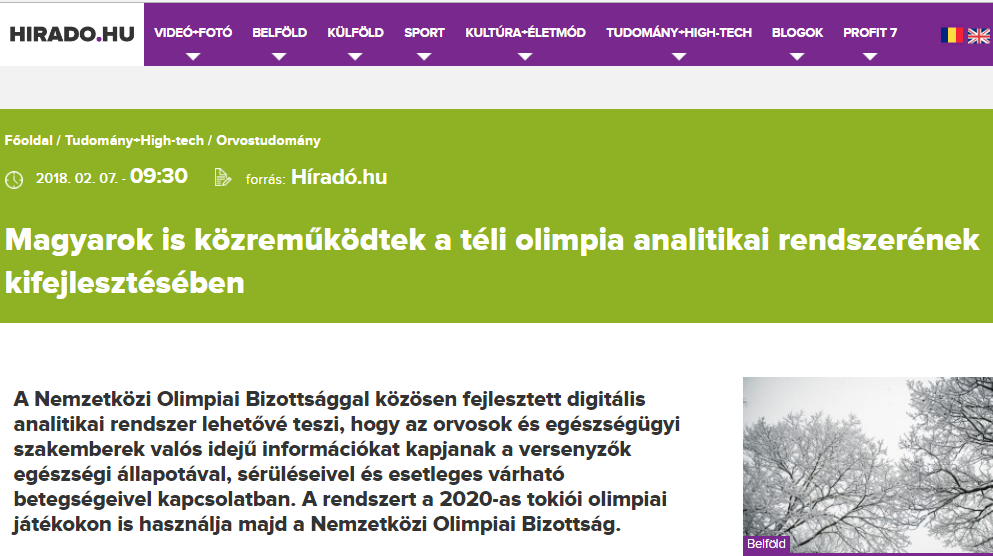 HIRADO.HU
VIDEÓ+FOTÓ BELFÖLD KÜLFÖLD SPORT KULTÚRA+ÉLETMÓD TUDOMÁNY+HIGH-TECH BLOGOK PROFIT 7
Főoldal / Tudomány+High-tech / Orvostudomány
2018. 02. 07. - 09:30 forrás: Híradó.hu
Magyarok is közreműködtek a téli olimpia analitikai rendszerének
kifejlesztésében
A Nemzetközi Olimpiai Bizottsággal közösen fejlesztett digitális
analitikai rendszer lehetővé teszi, hogy az orvosok és egészségügyi
szakemberek valós idejű információkat kapjanak a versenyzők
egészségi állapotával, sérüléseivel és esetleges várható
betegségeivel kapcsolatban. A rendszert a 2020-as tokiói olimpiai
játékokon is használja majd a Nemzetközi Olimpiai Bizottság.
Belföld